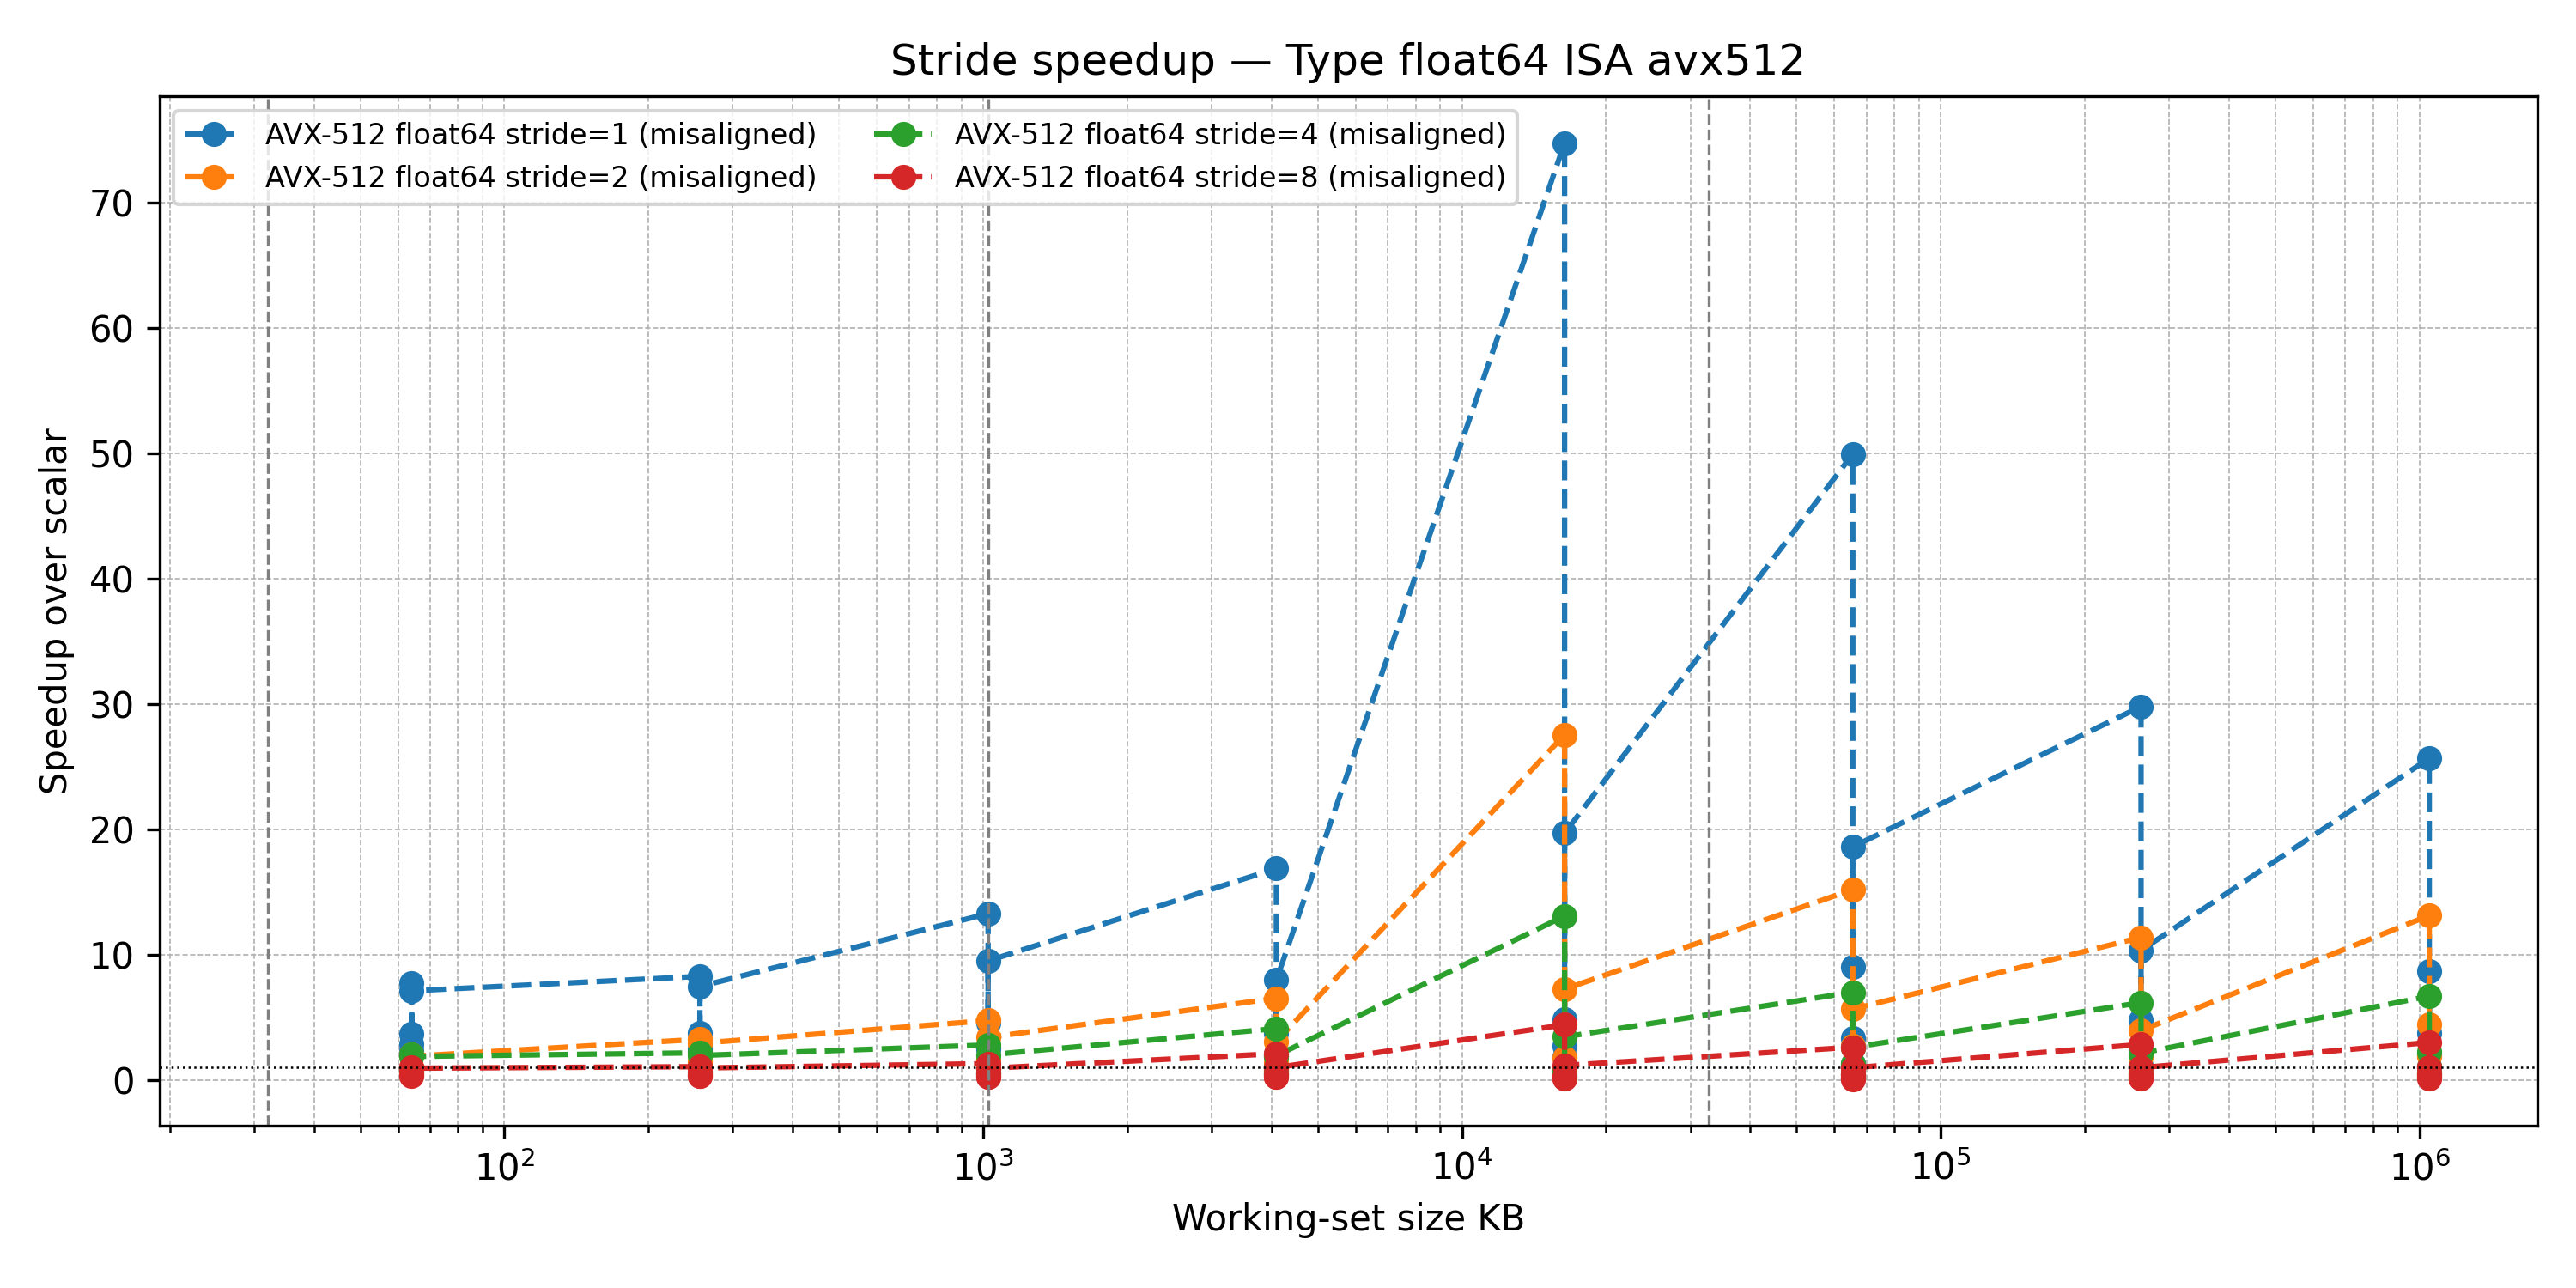 Stride speedup — Type float64 ISA avx512
AVX-512 float64 stride=1 (misaligned)
AVX-512 float64 stride=2 (misaligned)
AVX-512 float64 stride=4 (misaligned)
AVX-512 float64 stride=8 (misaligned)
Speedup over scalar
70
60
50
40
30
20
10
0
10²
10³
10⁴
10⁵
10⁶
Working-set size KB